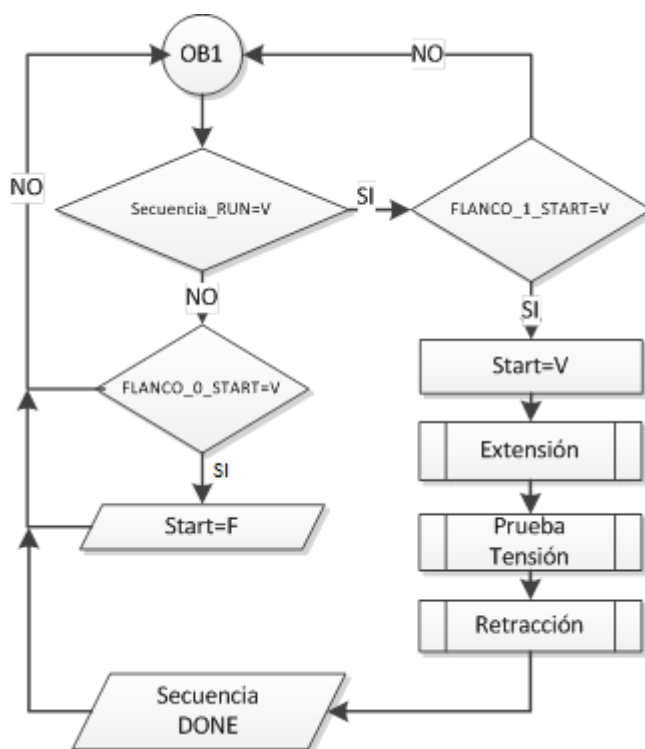 OB1
NO
NO
Secuencia_RUN=V
SI
FLANCO_1_START=V
NO
SI
FLANCO_0_START=V
Start=V
SI
Extensión
Start=F
Prueba
Tensión
Retracción
Secuencia
DONE